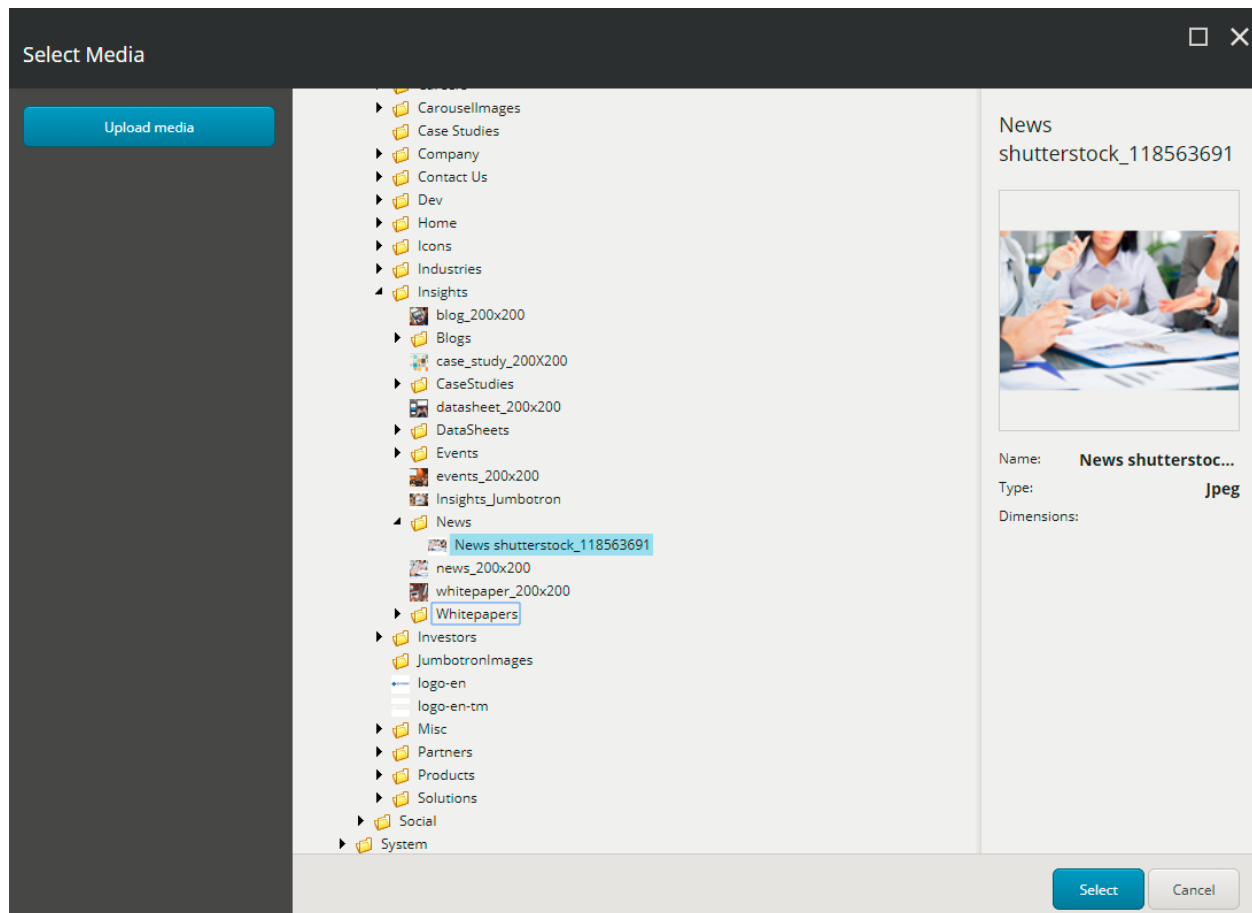 Select Media
Upload media
CarouselImages
Case Studies
Company
Contact Us
Dev
Home
Icons
Industries
Insights
blog_200x200
Blogs
case_study_200X200
CaseStudies
datasheet_200x200
DataSheets
Events
events_200x200
Insights_Jumbotron
News
News shutterstock_118563691
news_200x200
whitepaper_200x200
Whitepapers
Investors
JumbotronImages
logo-en
logo-en-tm
Misc
Partners
Products
Solutions
Social
System
News
shutterstock_118563691
Name: News shutterstoc...
Type: Jpeg
Dimensions:
Select Cancel